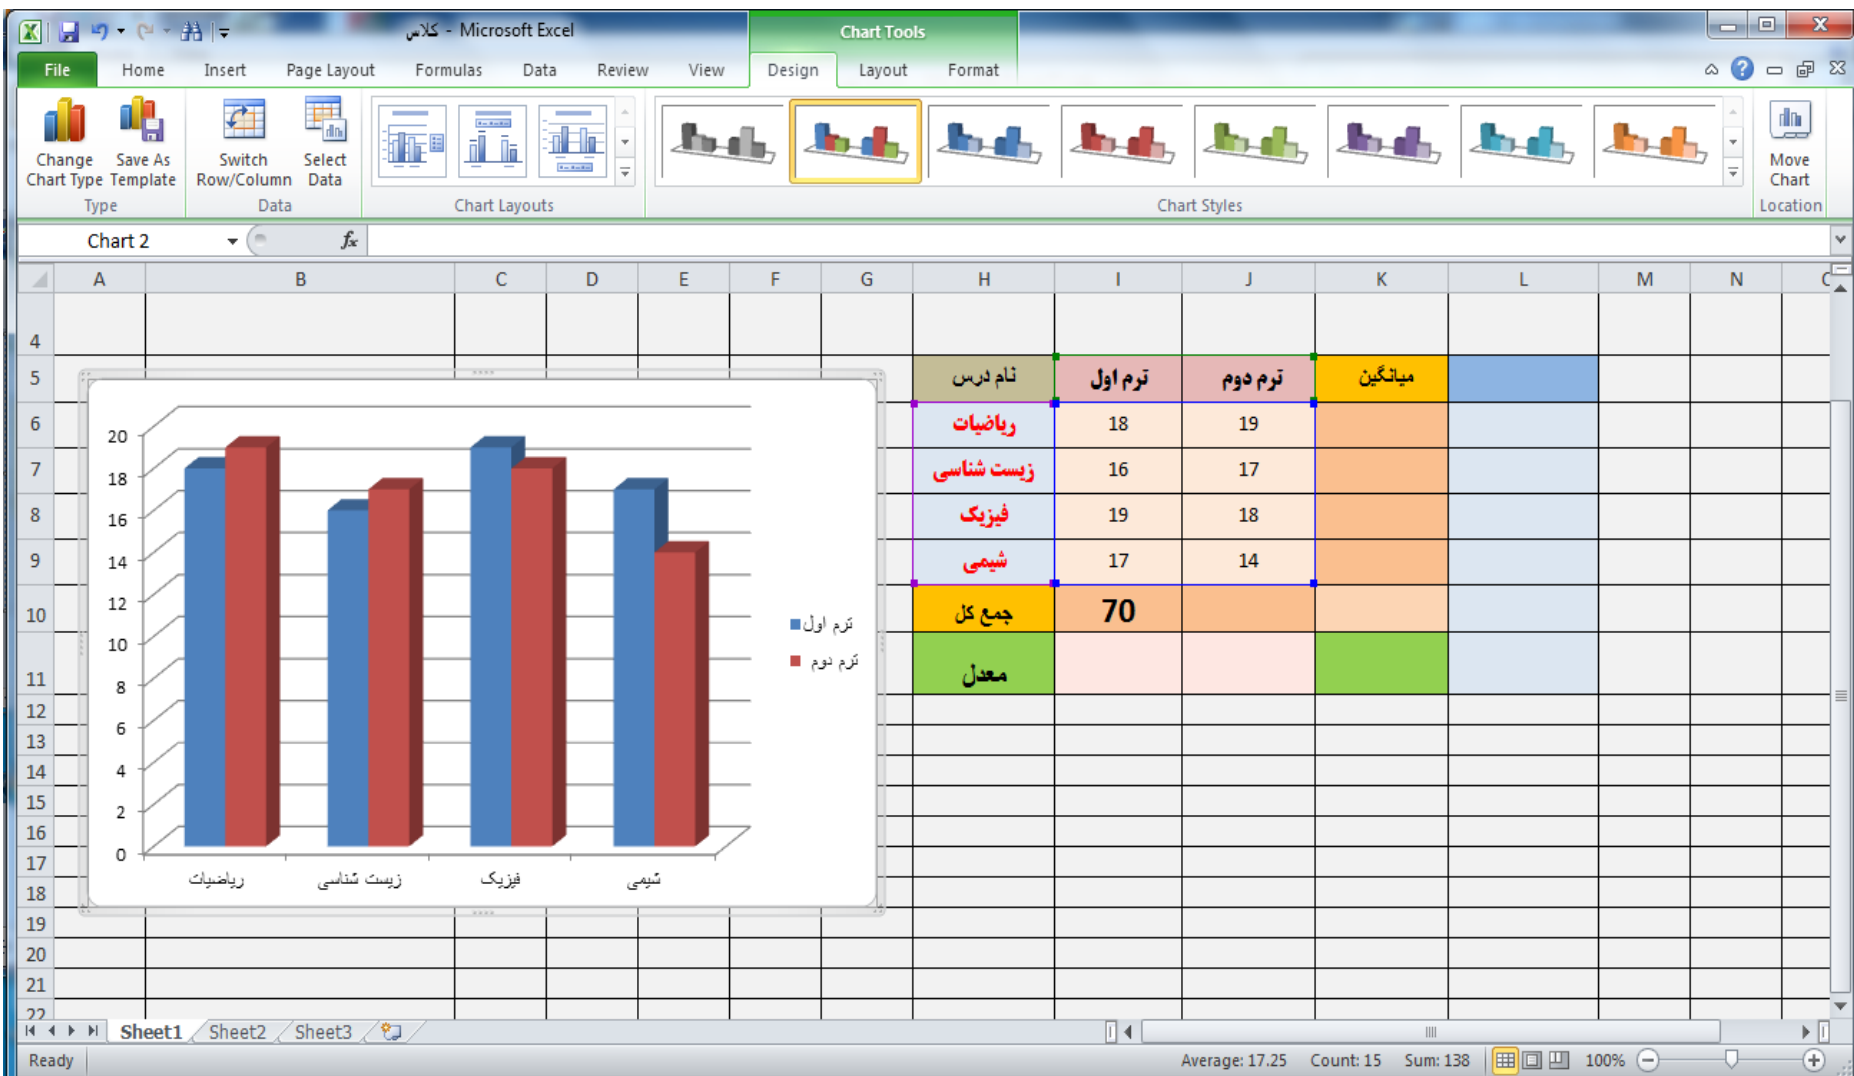 کلاس - Microsoft Excel
Chart Tools
File Home Insert Page Layout Formulas Data Review View Design Layout Format
Change Chart Type
Save As Template
Switch Row/Column
Select Data
Move Chart
Type Data Chart Layouts Chart Styles Location
Chart 2 fx
A B C D E F G H I J K L M N
4
5 نام درس ترم اول ترم دوم میانگین
6 ریاضیات 18 19
7 زیست شناسی 16 17
8 فیزیک 19 18
9 شیمی 17 14
10 جمع کل 70
11 معدل
12
13
14
15
16
17
18
19
20
21
22
20
18
16
14
12
10
8
6
4
2
0
ریاضیات زیست شناسی فیزیک شیمی
ترم اول
ترم دوم
Sheet1 Sheet2 Sheet3
Ready Average: 17.25 Count: 15 Sum: 138 100%